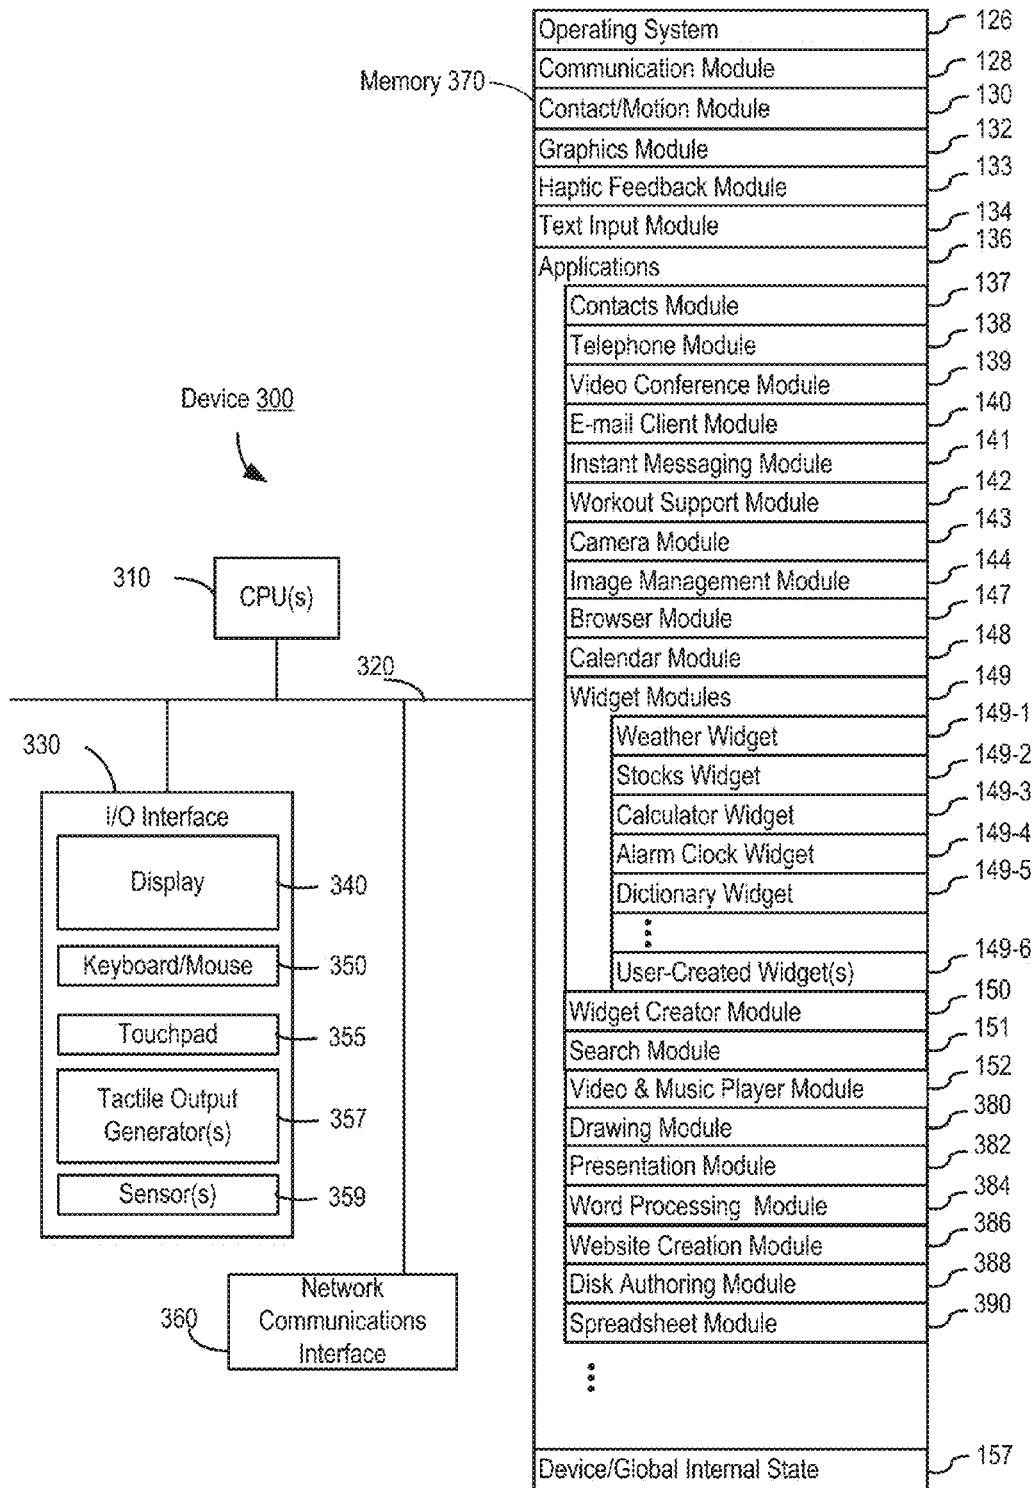 Device 300
310
CPU(s)
320
330
I/O Interface
Display
340
Keyboard/Mouse
350
Touchpad
355
Tactile Output
Generator(s)
357
Sensor(s)
359
360
Network
Communications
Interface
Memory 370
Operating System
126
Communication Module
128
Contact/Motion Module
130
Graphics Module
132
Haptic Feedback Module
133
Text Input Module
134
Applications
136
Contacts Module
137
Telephone Module
138
Video Conference Module
139
E-mail Client Module
140
Instant Messaging Module
141
Workout Support Module
142
Camera Module
143
Image Management Module
144
Browser Module
147
Calendar Module
148
Widget Modules
149
Weather Widget
149-1
Stocks Widget
149-2
Calculator Widget
149-3
Alarm Clock Widget
149-4
Dictionary Widget
149-5
User-Created Widget(s)
149-6
Widget Creator Module
150
Search Module
151
Video & Music Player Module
152
Drawing Module
380
Presentation Module
382
Word Processing Module
384
Website Creation Module
386
Disk Authoring Module
388
Spreadsheet Module
390
Device/Global Internal State
157